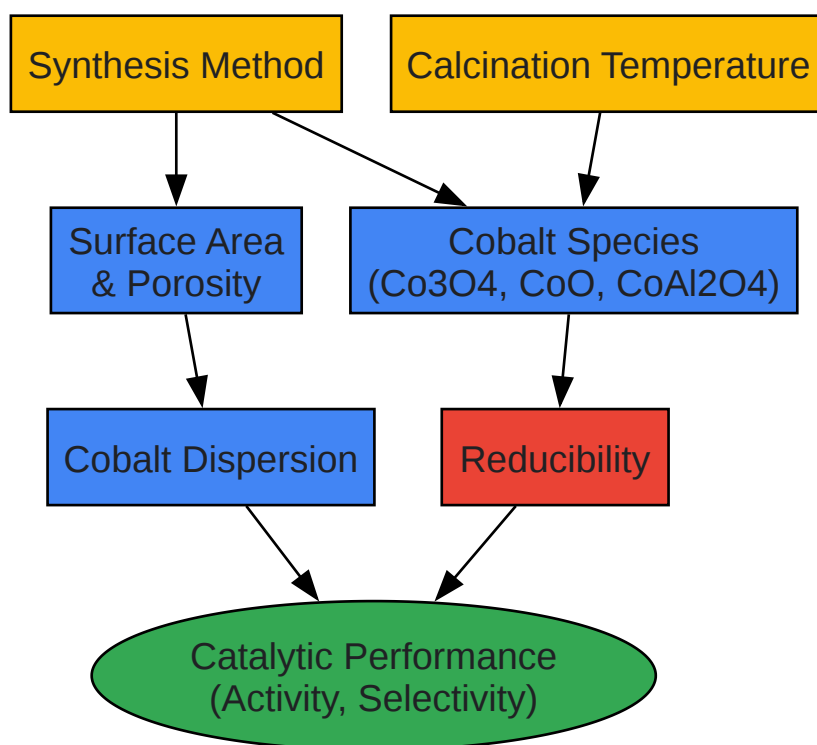 Synthesis Method
Calcination Temperature
Surface Area
& Porosity
Cobalt Species
(Co3O4, CoO, CoAl2O4)
Cobalt Dispersion
Reducibility
Catalytic Performance
(Activity, Selectivity)